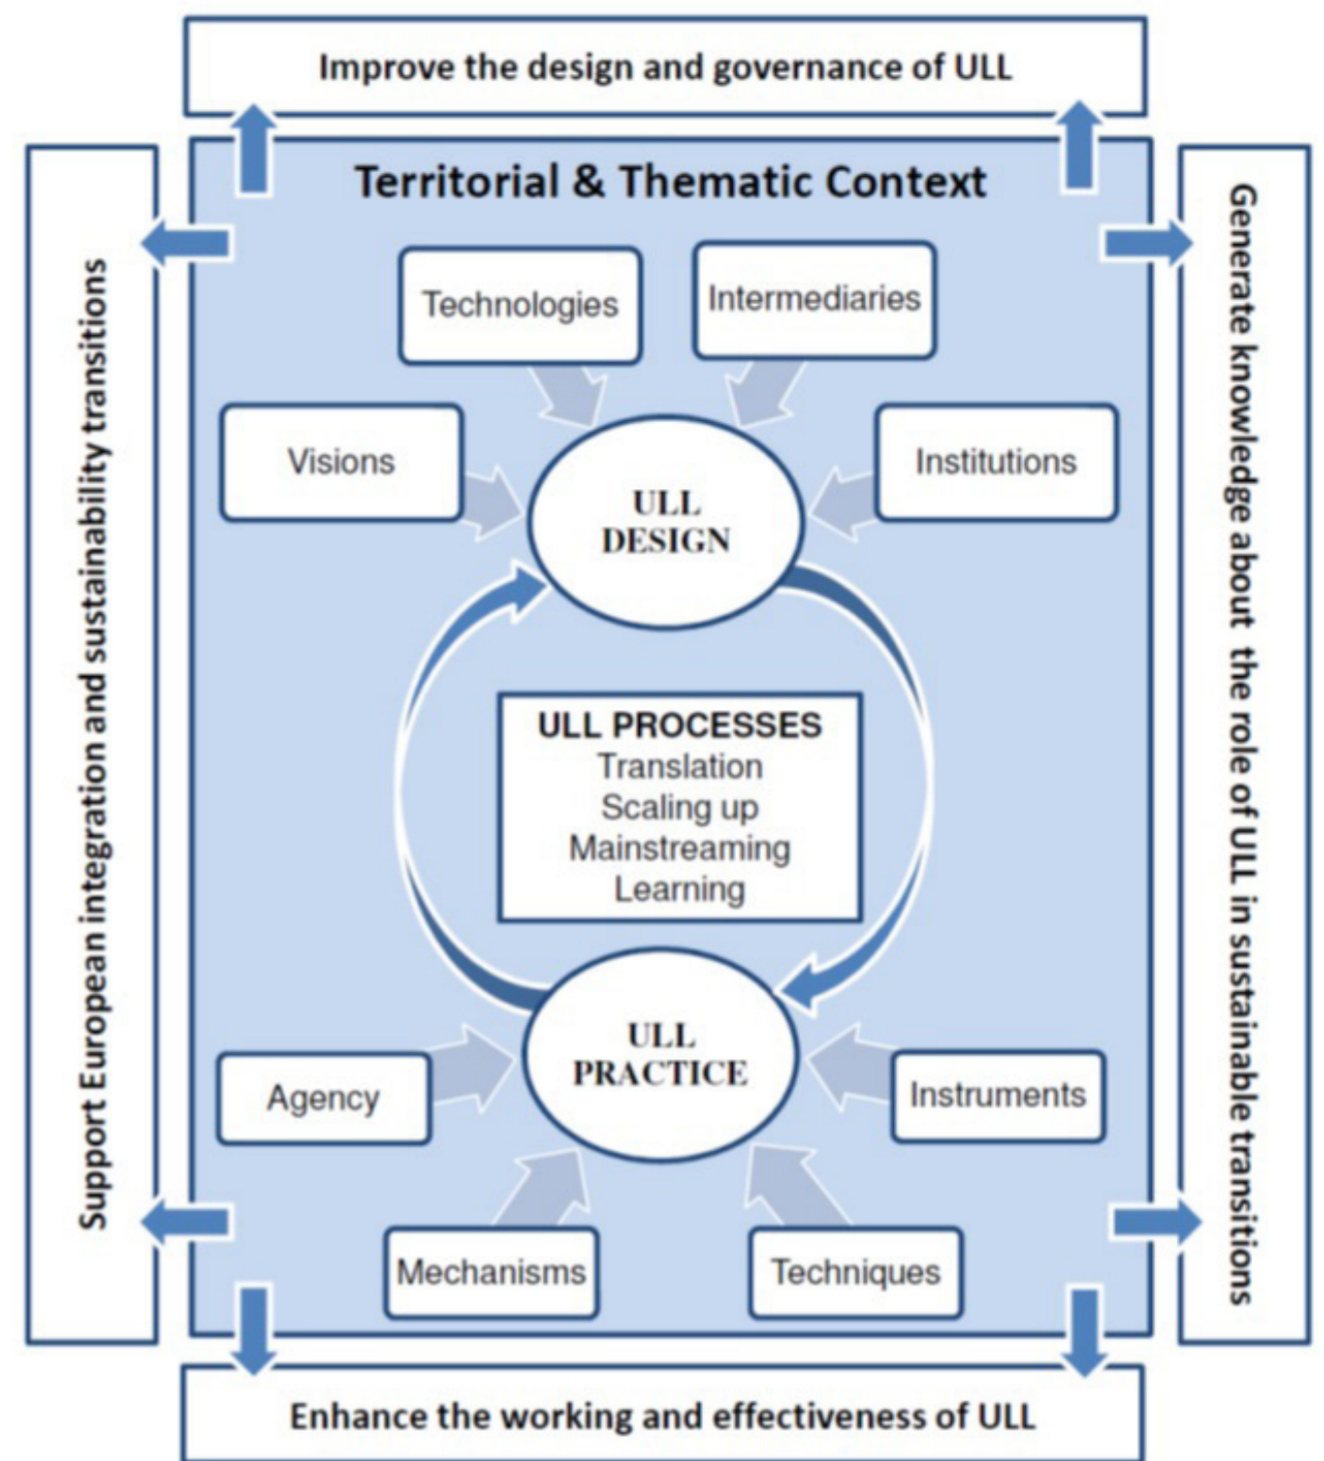 Improve the design and governance of ULL
Support European integration and sustainability transitions
Generate knowledge about the role of ULL in sustainable transitions
Territorial & Thematic Context
Technologies
Intermediaries
Visions
Institutions
ULL
DESIGN
ULL PROCESSES
Translation
Scaling up
Mainstreaming
Learning
ULL
PRACTICE
Agency
Instruments
Mechanisms
Techniques
Enhance the working and effectiveness of ULL